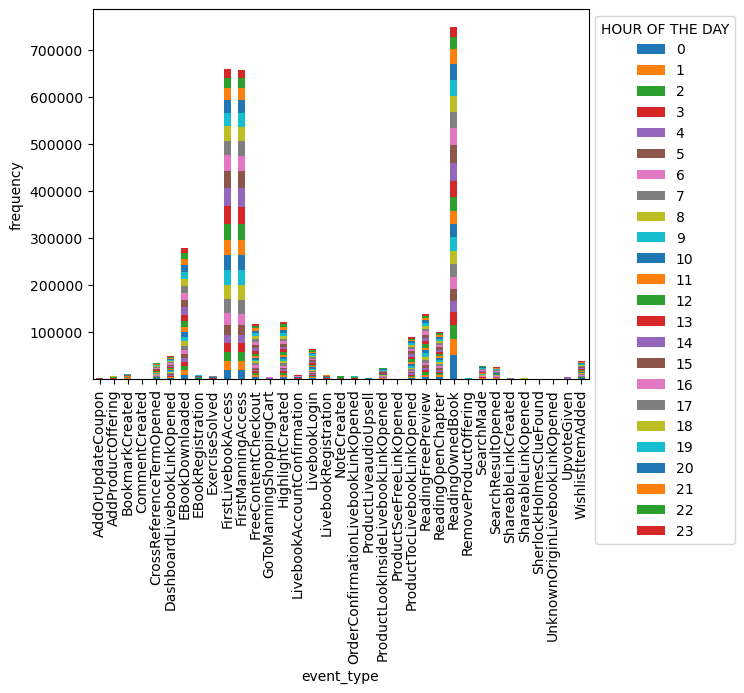 HOUR OF THE DAY
0
1
2
3
4
5
6
7
8
9
10
11
12
13
14
15
16
17
18
19
20
21
22
23
frequency
700000
600000
500000
400000
300000
200000
100000
AddOrUpdateCoupon
AddProductOffering
BookmarkCreated
CommentCreated
CrossReferenceTermOpened
DashboardLivebookLinkOpened
EBookDownloaded
EBookRegistration
ExerciseSolved
FirstLivebookAccess
FirstManningAccess
FreeContentCheckout
GoToManningShoppingCart
HighlightCreated
LivebookAccountConfirmation
LivebookLogin
LivebookRegistration
NoteCreated
OrderConfirmationLivebookLinkOpened
ProductLiveaudioUpsell
ProductLookInsideLivebookLinkOpened
ProductSeeFreeLinkOpened
ProductTocLivebookLinkOpened
ReadingFreePreview
ReadingOpenChapter
ReadingOwnedBook
RemoveProductOffering
SearchMade
SearchResultOpened
ShareableLinkCreated
ShareableLinkOpened
SherlockHolmesClueFound
UnknownOriginLivebookLinkOpened
UpvoteGiven
WishlistItemAdded
event_type